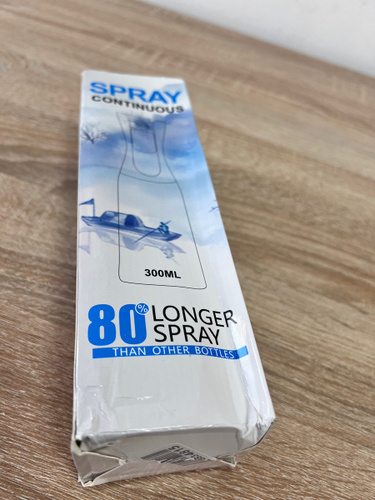 SPRAY
CONTINUOUS
300ML
80%
LONGER
SPRAY
THAN OTHER BOTTLES